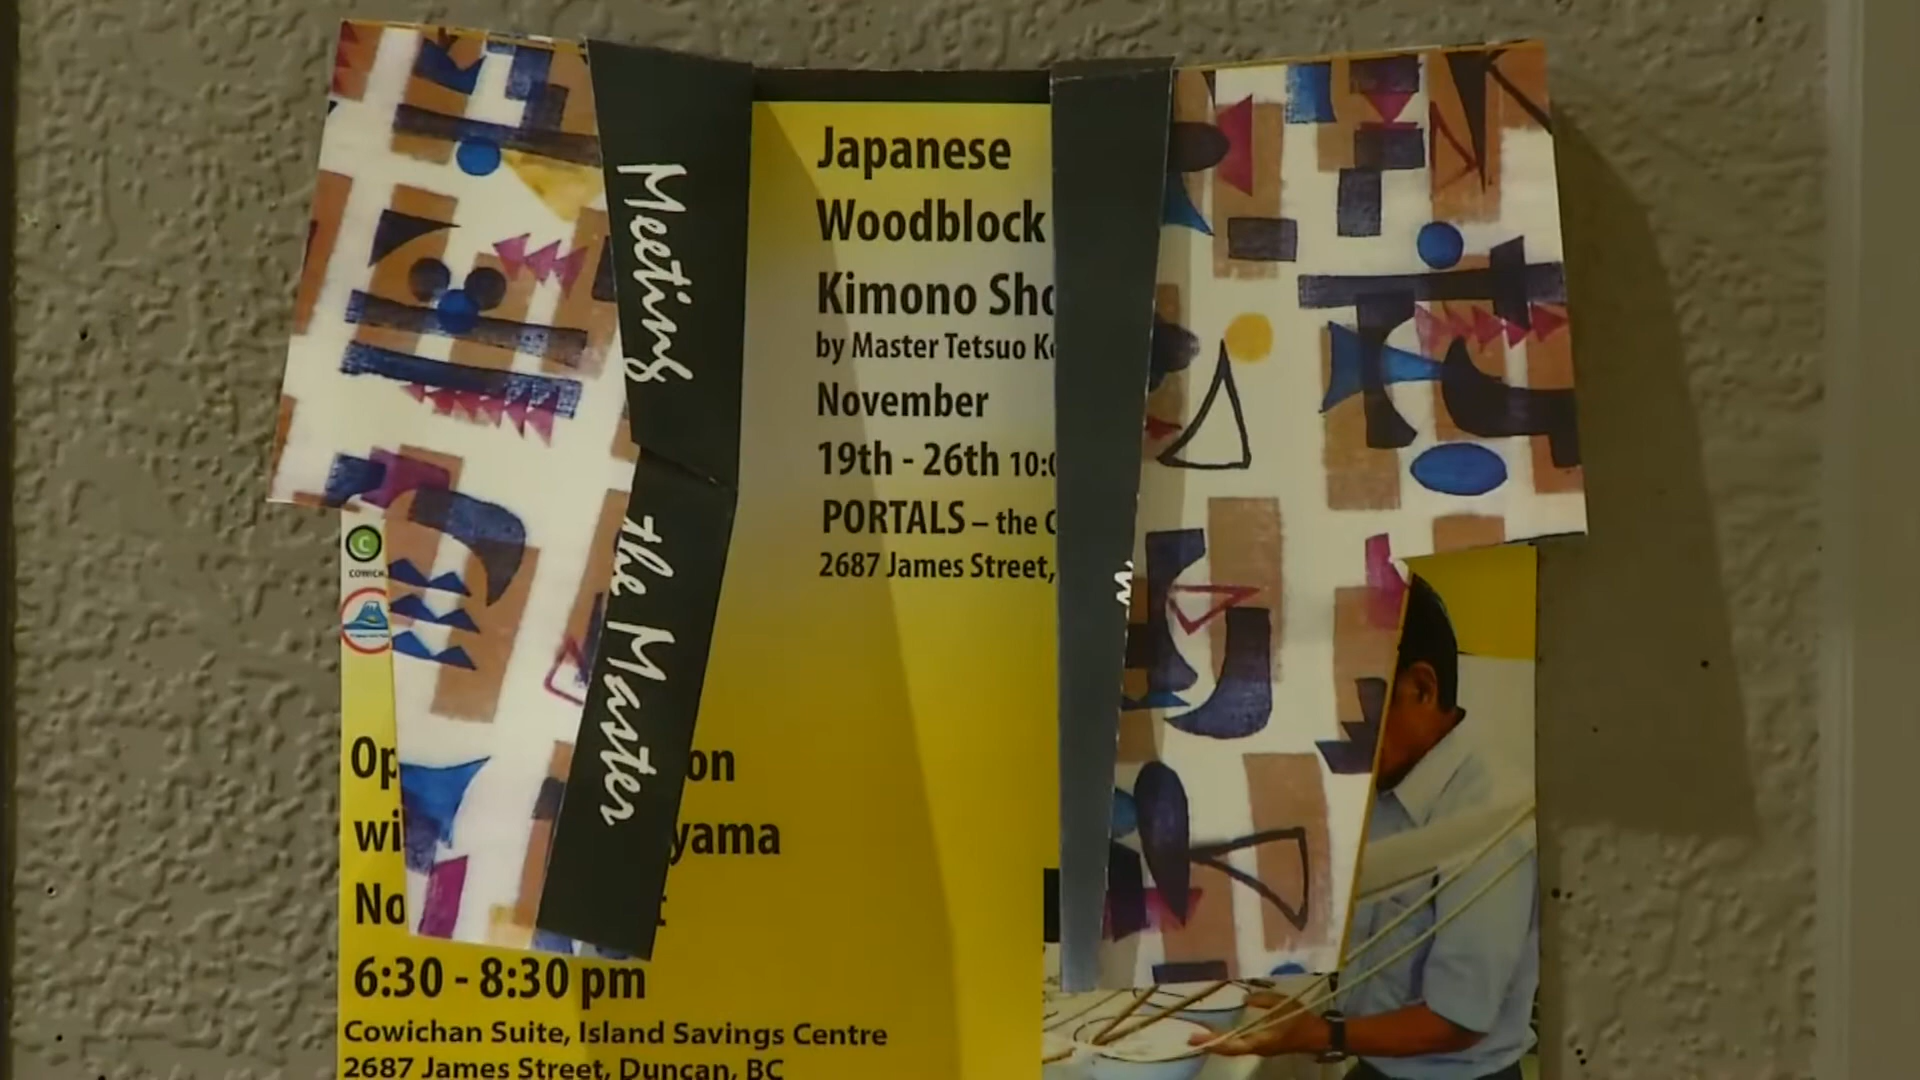 Meeting
the Master
Japanese
Woodblock
Kimono Sho
by Master Tetsuo K
November
19th - 26th 10:0
PORTALS – the C
2687 James Street,
C
COWICH
Op on
wi yama
No t
6:30 - 8:30 pm
Cowichan Suite, Island Savings Centre
2687 James Street, Duncan, BC